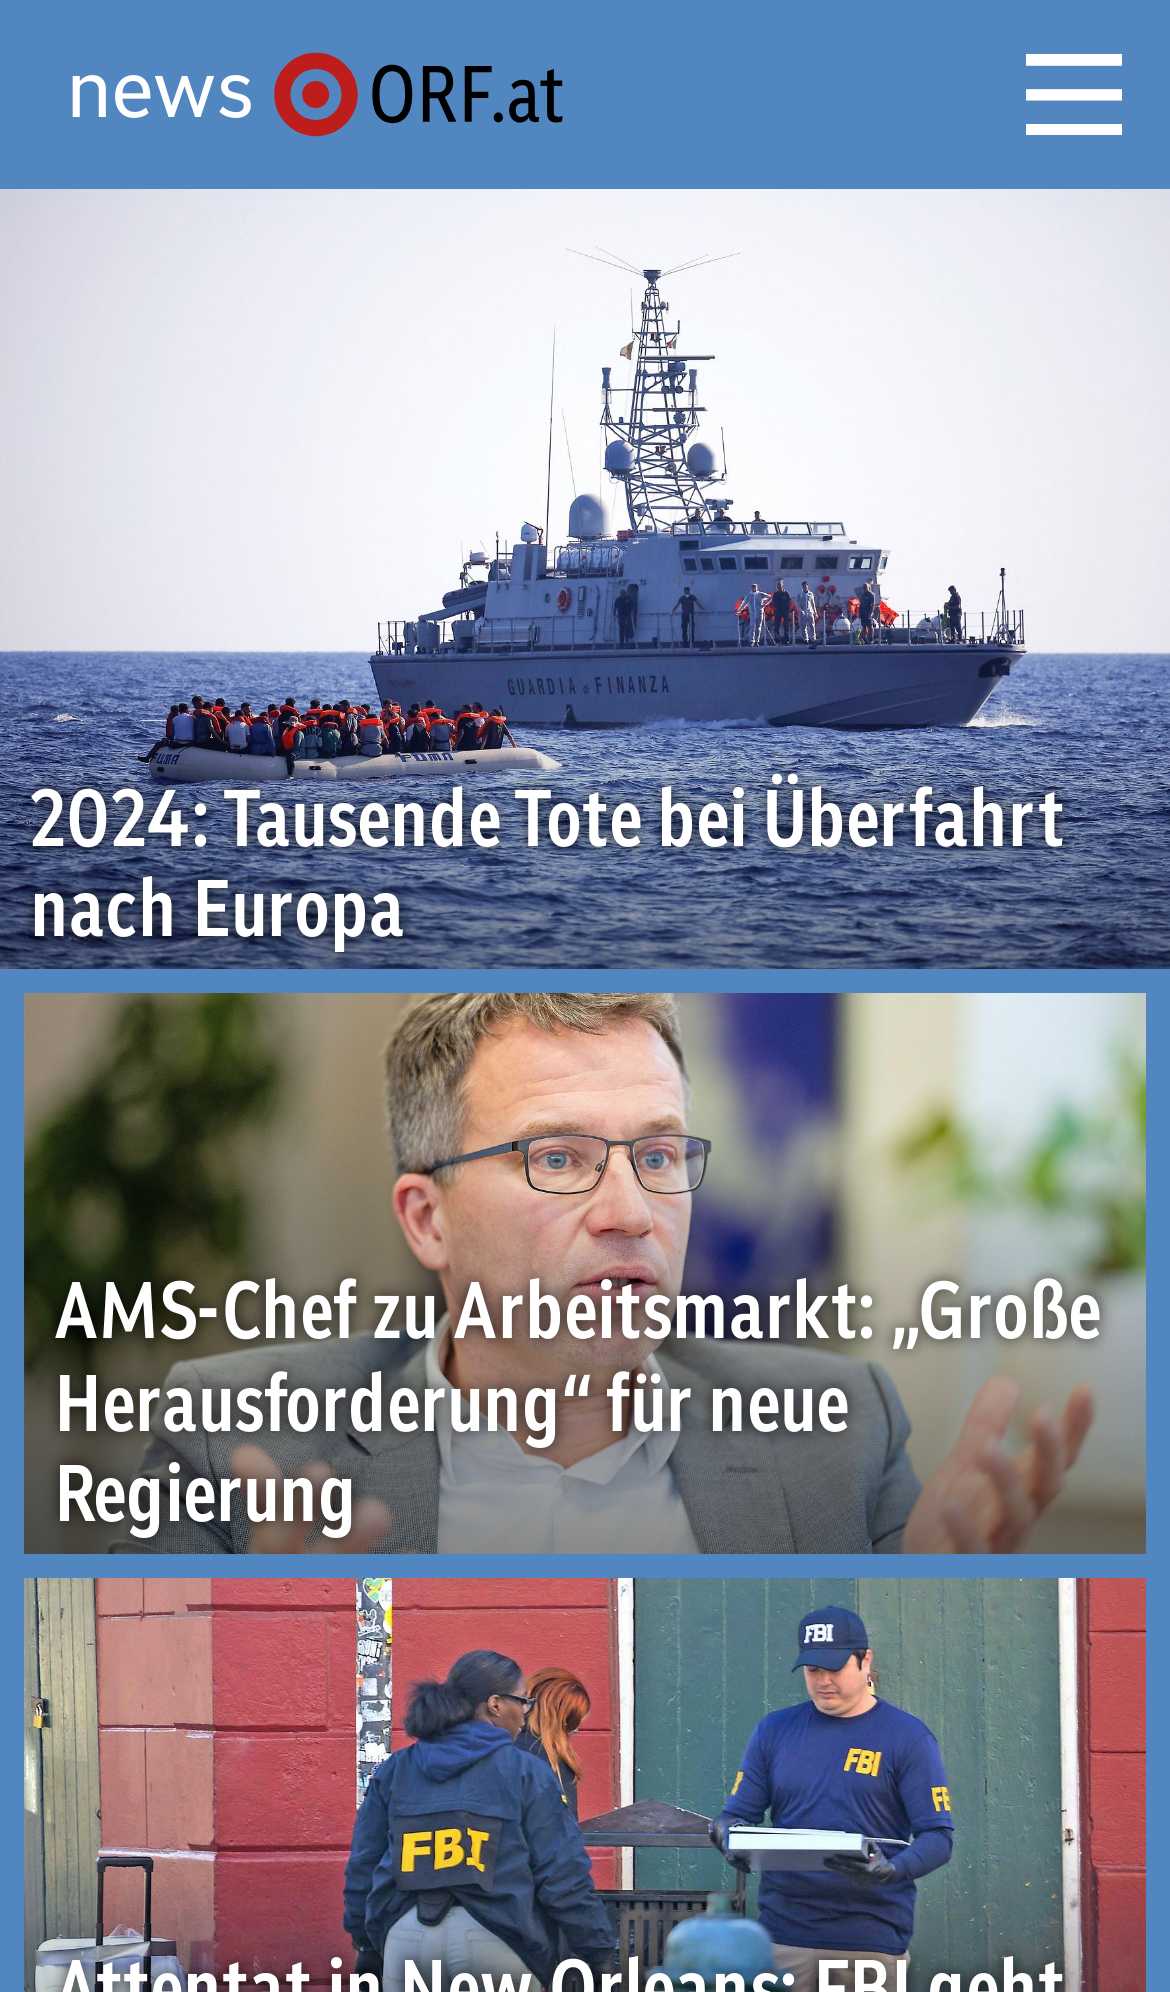 news ORF.at
GUARDIA di FINANZA
2024: Tausende Tote bei Überfahrt
nach Europa
AMS-Chef zu Arbeitsmarkt: „Große
Herausforderung“ für neue
Regierung
FBI
FBI
FBI
Attentat in New Orleans: FBI geht